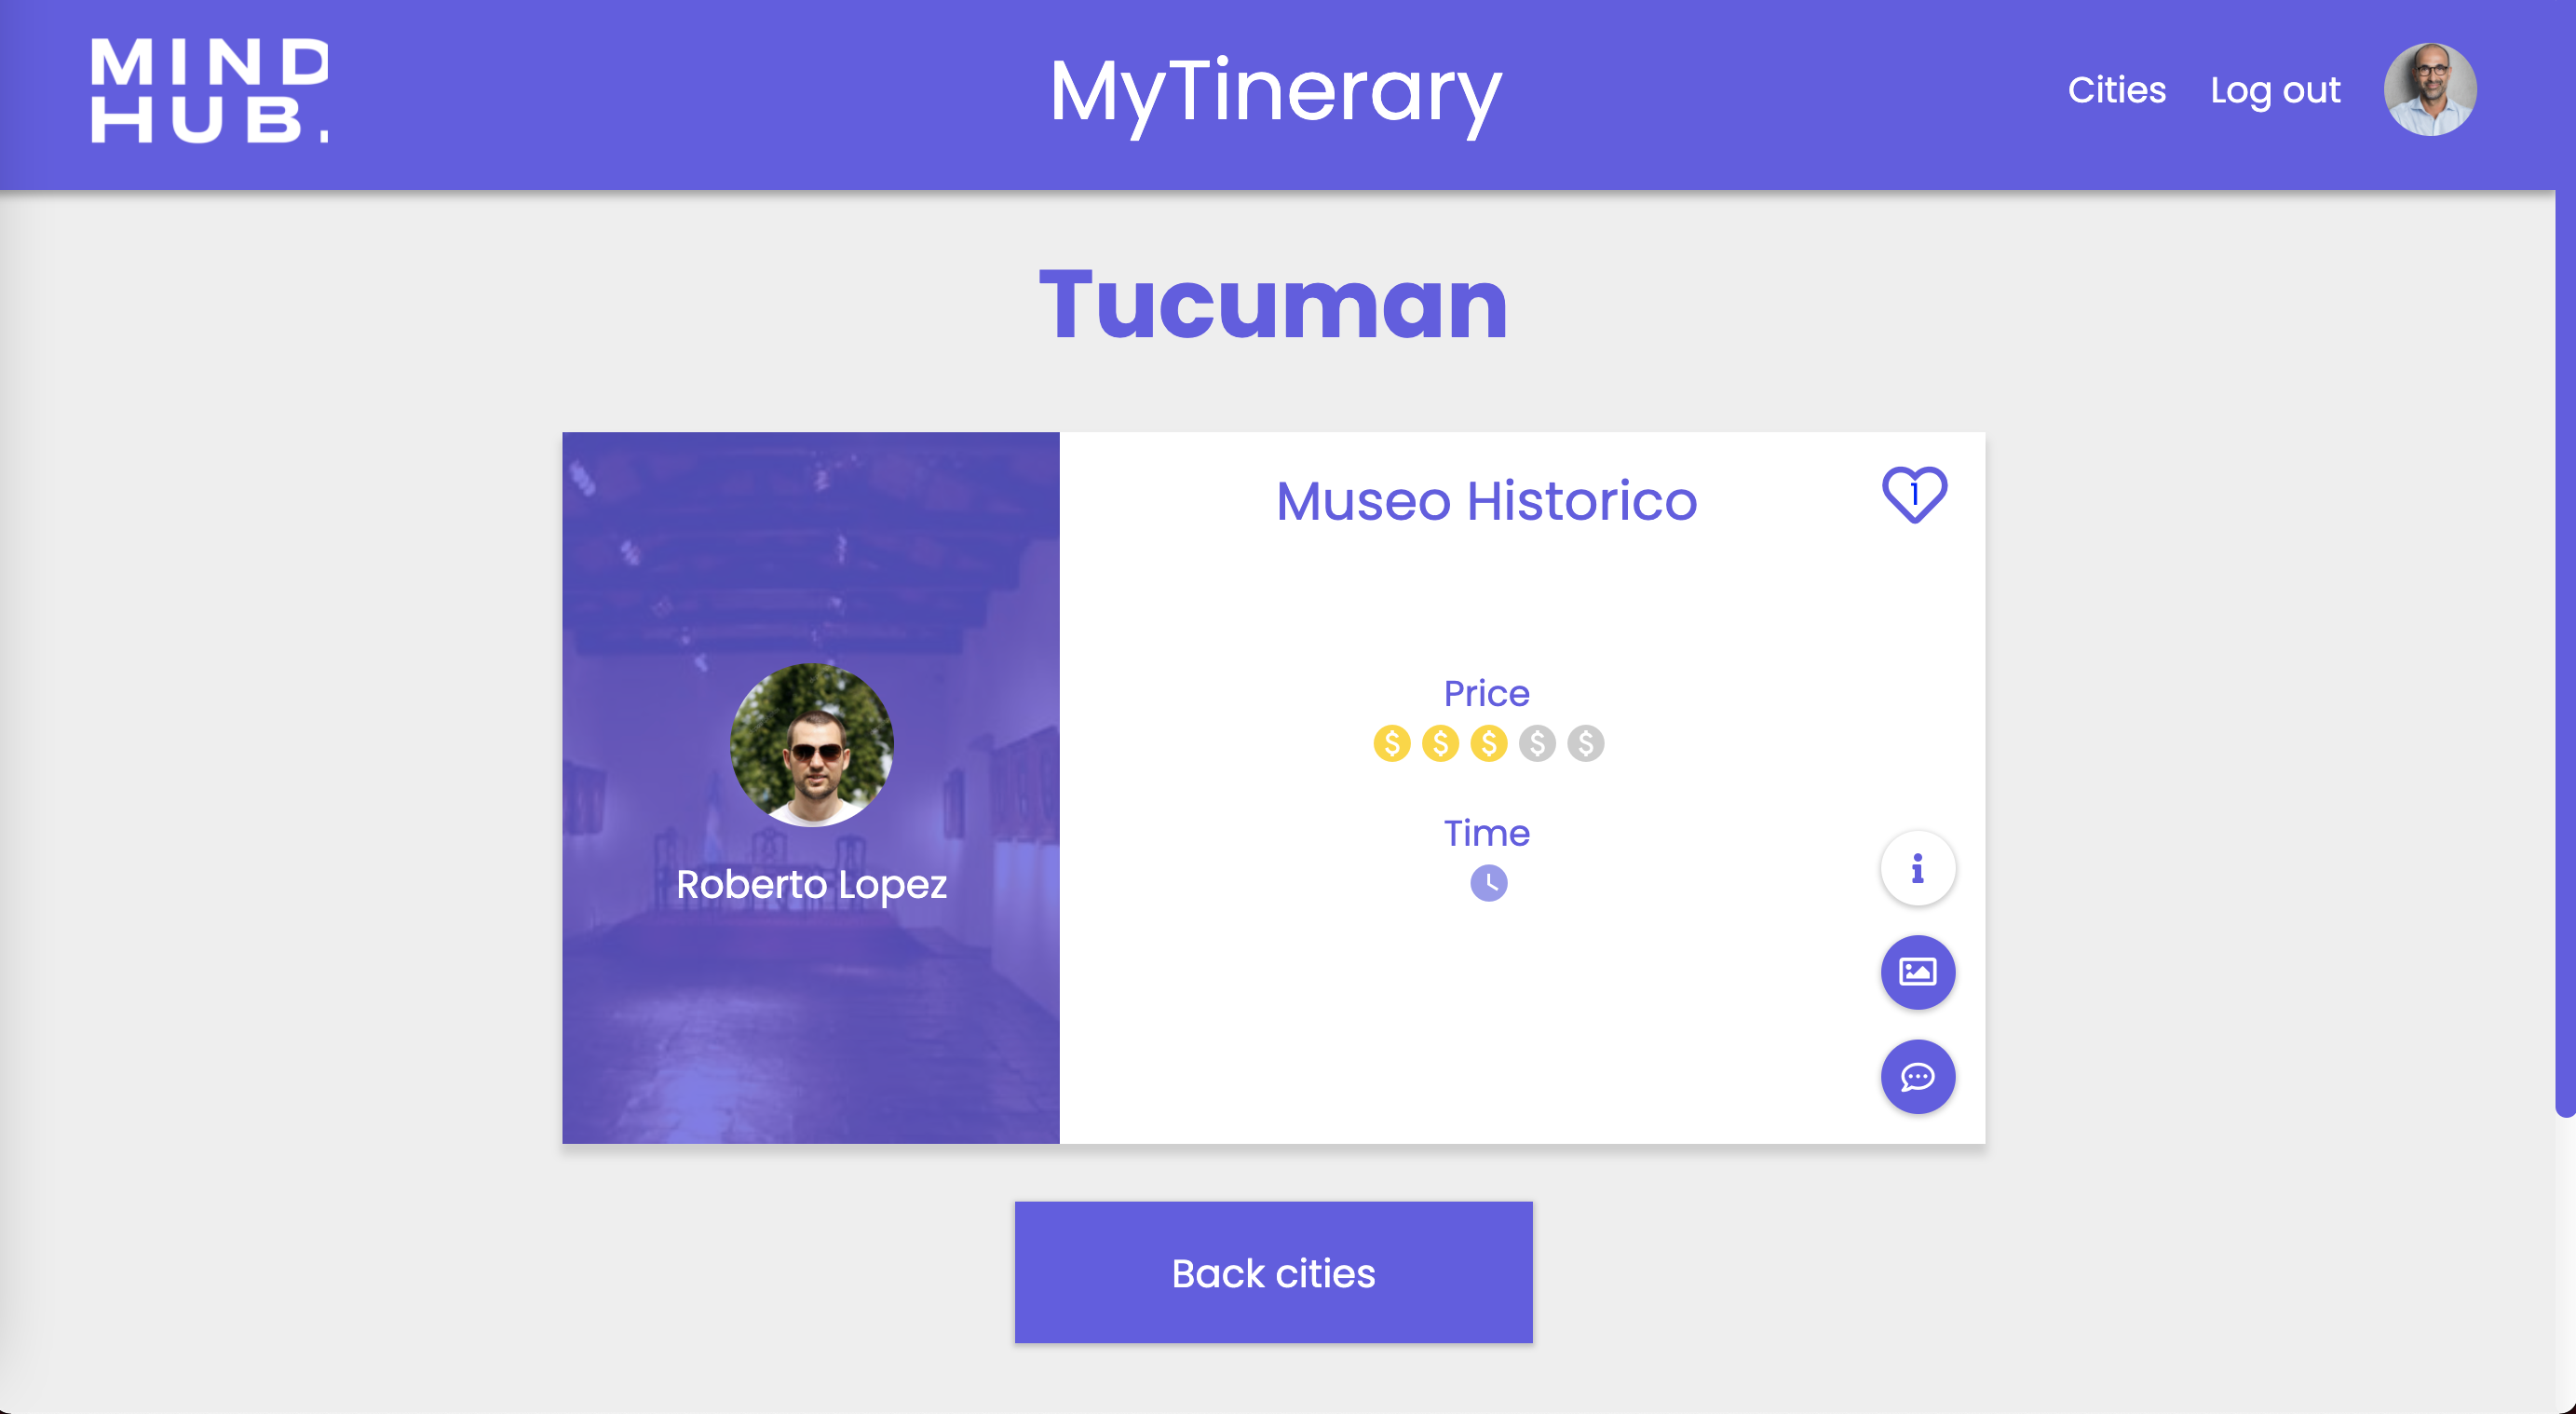 MIND
HUB.
MyTinerary
Cities Log out
Tucuman
Museo Historico
1
Price
$ $ $ $ $
Time
Roberto Lopez
Back cities